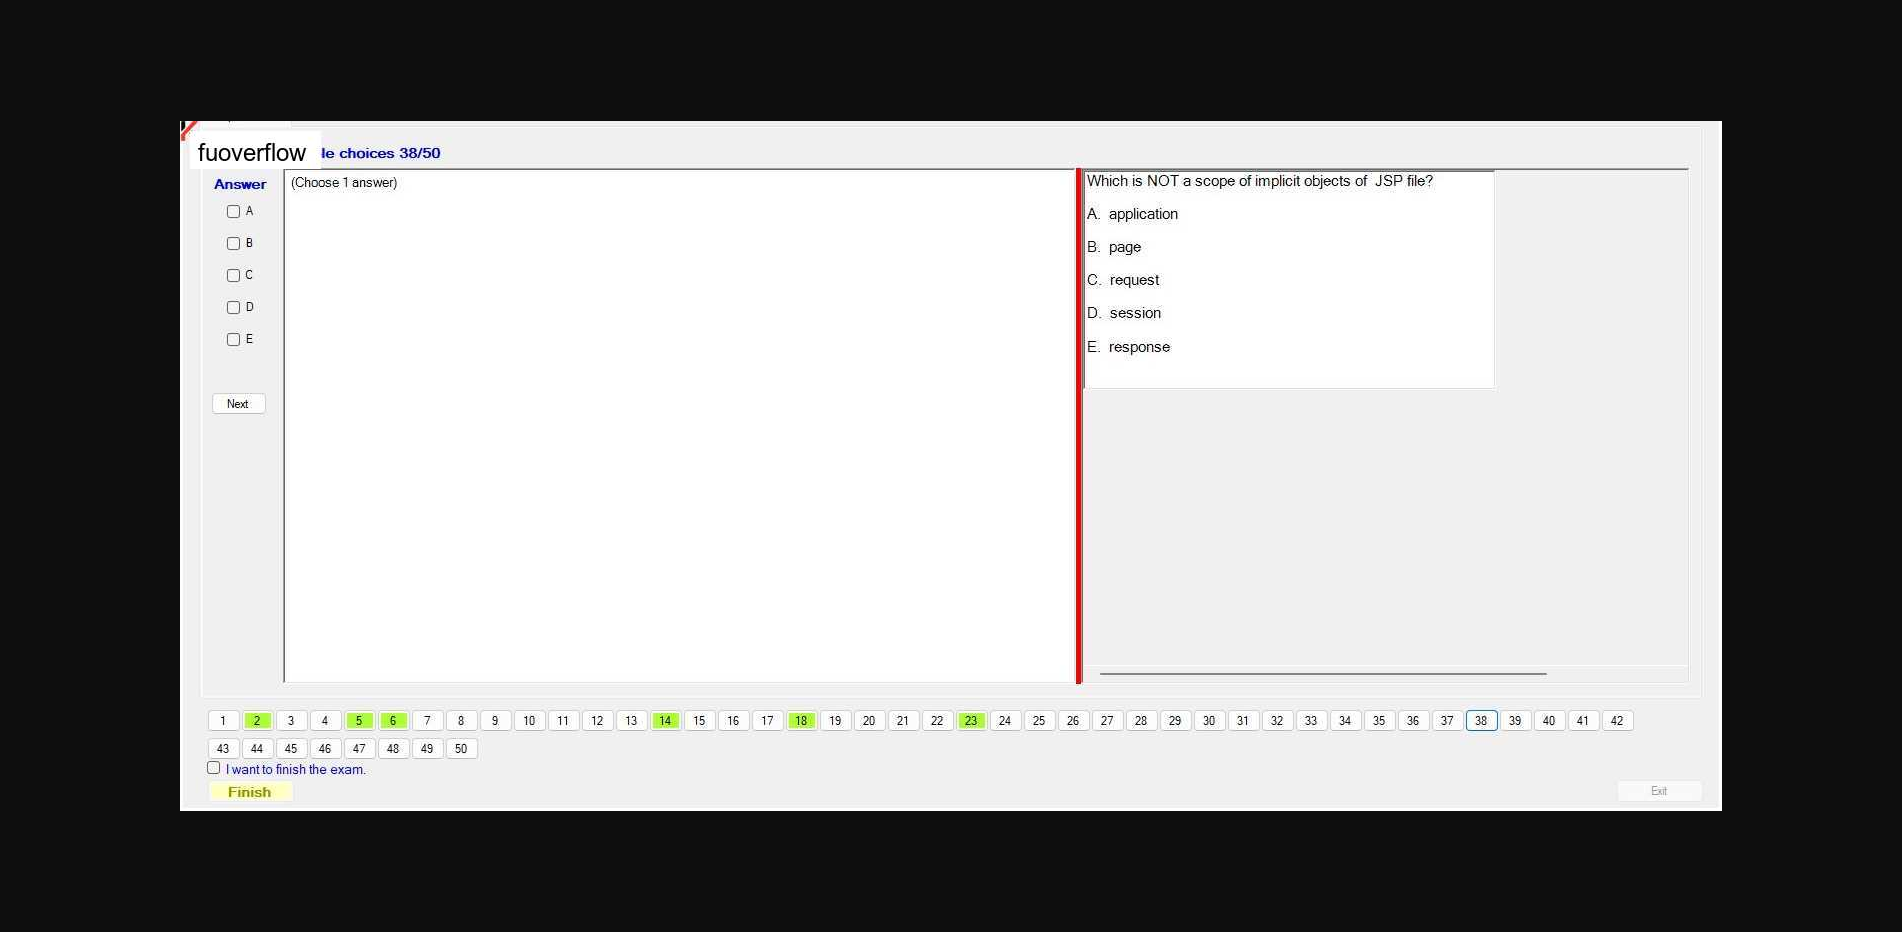 fuoverflow le choices 38/50
Answer
(Choose 1 answer)
A
B
C
D
E
Next
Which is NOT a scope of implicit objects of JSP file?
A. application
B. page
C. request
D. session
E. response
1 2 3 4 5 6 7 8 9 10 11 12 13 14 15 16 17 18 19 20 21 22 23 24 25 26 27 28 29 30 31 32 33 34 35 36 37 38 39 40 41 42
43 44 45 46 47 48 49 50
I want to finish the exam.
Finish
Exit